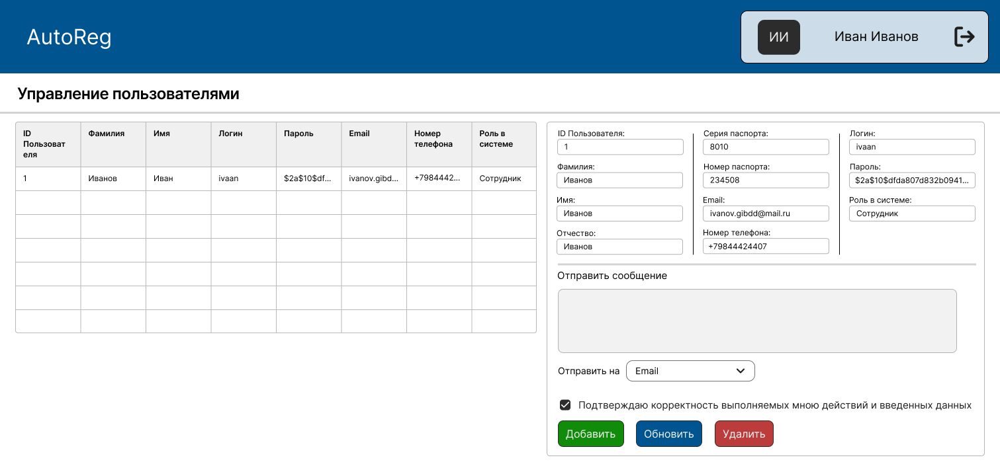 AutoReg
ИИ
Иван Иванов
Управление пользователями
ID Пользоват еля
Фамилия
Имя
Логин
Пароль
Email
Номер телефона
Роль в системе
1
Иванов
Иван
ivaan
$2a$10$df...
ivanov.gibd...
+7984442...
Сотрудник
ID Пользователя:
1
Фамилия:
Иванов
Имя:
Иванов
Отчество:
Иванов
Серия паспорта:
8010
Номер паспорта:
234508
Email:
ivanov.gibdd@mail.ru
Номер телефона:
+79844424407
Логин:
ivaan
Пароль:
$2a$10$dfda807d832b0941...
Роль в системе:
Сотрудник
Отправить сообщение
Отправить на
Email
Подтверждаю корректность выполняемых мною действий и введенных данных
Добавить
Обновить
Удалить